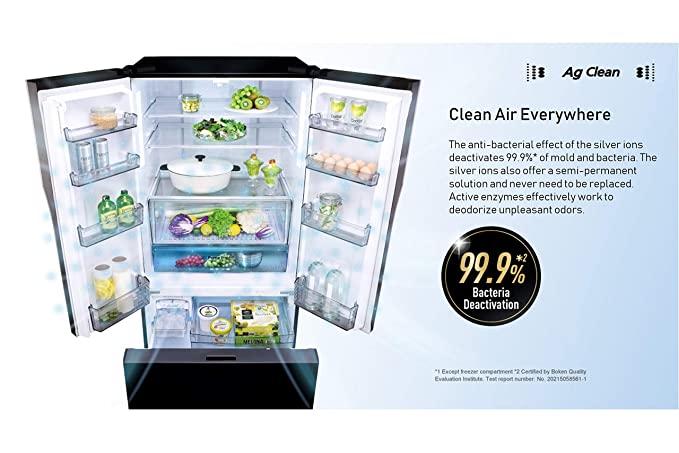 Ag Clean
Clean Air Everywhere
The anti-bacterial effect of the silver ions
deactivates 99.9%* of mold and bacteria. The
silver ions also offer a semi-permanent
solution and never need to be replaced.
Active enzymes effectively work to
deodorize unpleasant odors.
99.9%*2
Bacteria
Deactivation
MELONA
*1 Except freezer compartment *2 Certified by Boken Quality
Evaluation Institute. Test report number: No. 20215058561-1